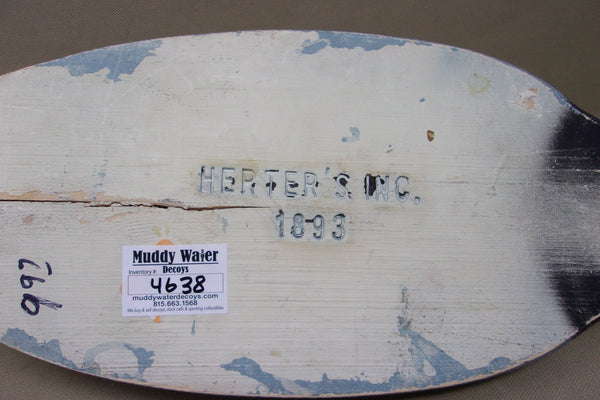 HERTER'S INC.
1893
Muddy Water
Decoys
Inventory #:
4638
muddywaterdecoys.com
815.663.1568
We buy & sell decoys, duck calls & sporting collectibles